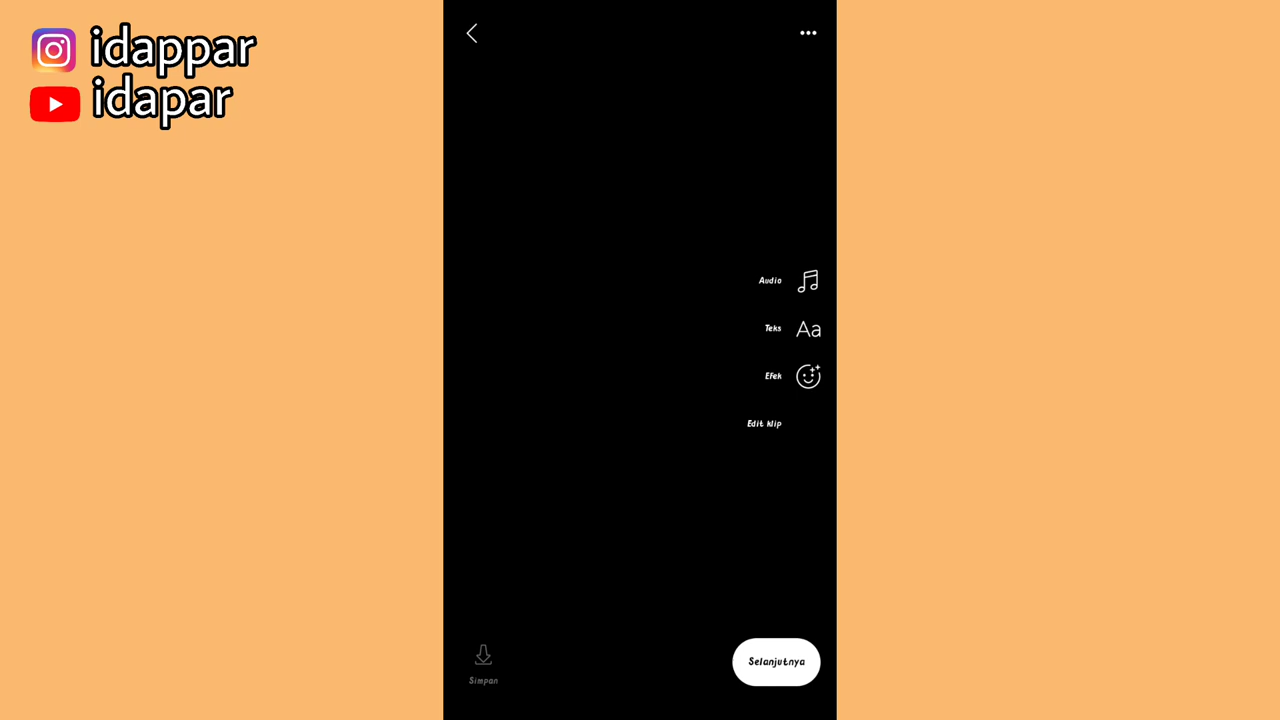 idappar
idapar
Audio
Teks
Aa
Efek
Edit klip
Simpan
Selanjutnya